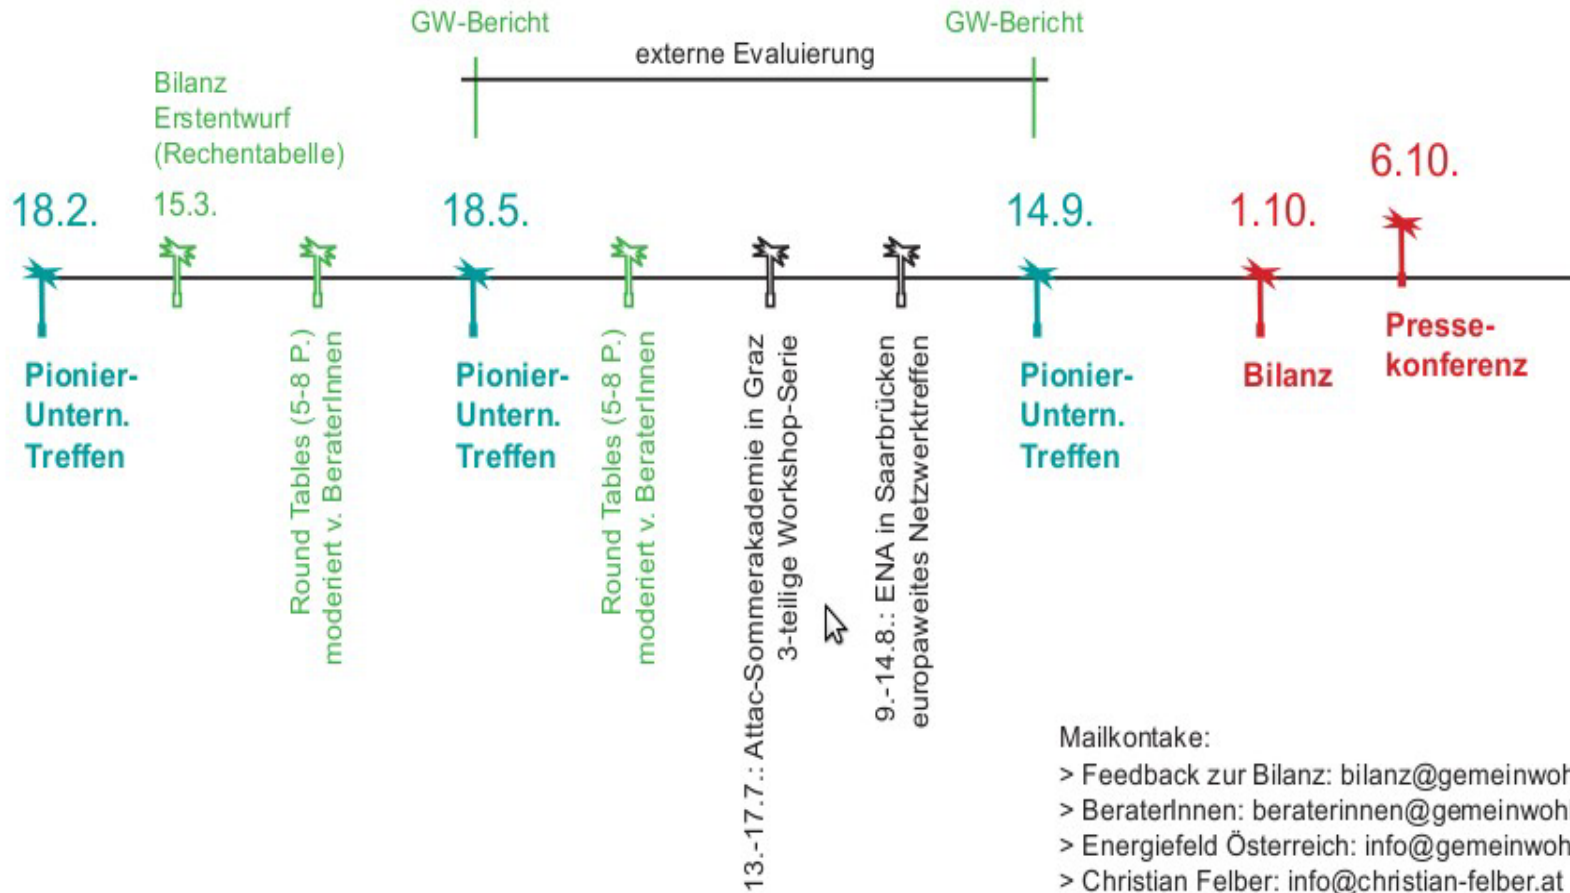 GW-Bericht
GW-Bericht
externe Evaluierung
Bilanz
Erstentwurf
(Rechentabelle)
18.2.
15.3.
18.5.
14.9.
1.10.
6.10.
Pionier-
Untern.
Treffen
Round Tables (5-8 P.)
moderiert v. BeraterInnen
Pionier-
Untern.
Treffen
Round Tables (5-8 P.)
moderiert v. BeraterInnen
13.-17.7.: Attac-Sommerakademie in Graz
3-teilige Workshop-Serie
9.-14.8.: ENA in Saarbrücken
europaweites Netzwerktreffen
Pionier-
Untern.
Treffen
Bilanz
Presse-
konferenz
Mailkontake:
> Feedback zur Bilanz: bilanz@gemeinwoh
> BeraterInnen: beraterinnen@gemeinwoh
> Energiefeld Österreich: info@gemeinwoh
> Christian Felber: info@christian-felber.at